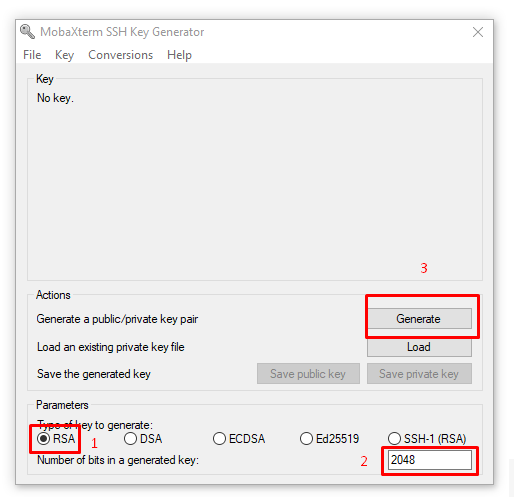 MobaXterm SSH Key Generator
File Key Conversions Help
Key
No key.
3
Actions
Generate a public/private key pair Generate
Load an existing private key file Load
Save the generated key Save public key Save private key
Parameters
Type of key to generate:
RSA 1 DSA ECDSA Ed25519 SSH-1 (RSA)
Number of bits in a generated key: 2 2048